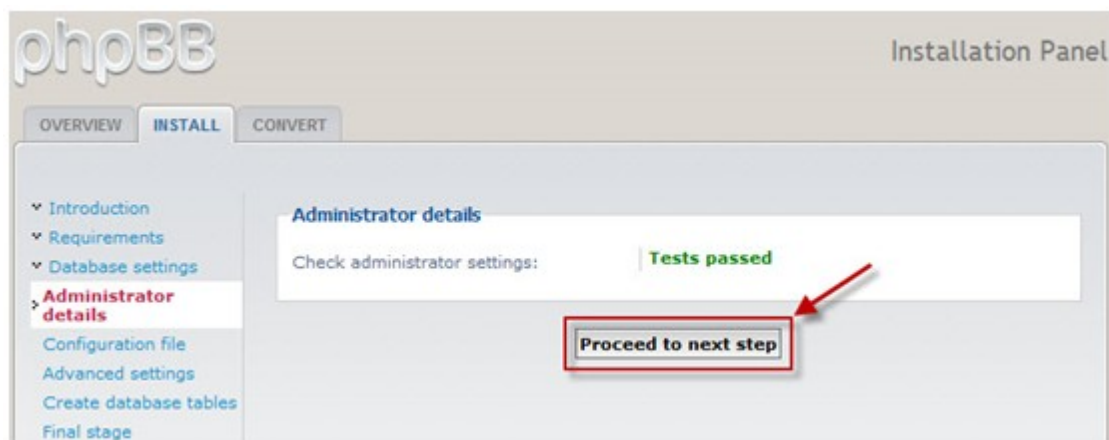 phpBB
Installation Panel
OVERVIEW INSTALL CONVERT
Introduction
Requirements
Database settings
Administrator
details
Configuration file
Advanced settings
Create database tables
Final stage
Administrator details
Check administrator settings: Tests passed
Proceed to next step